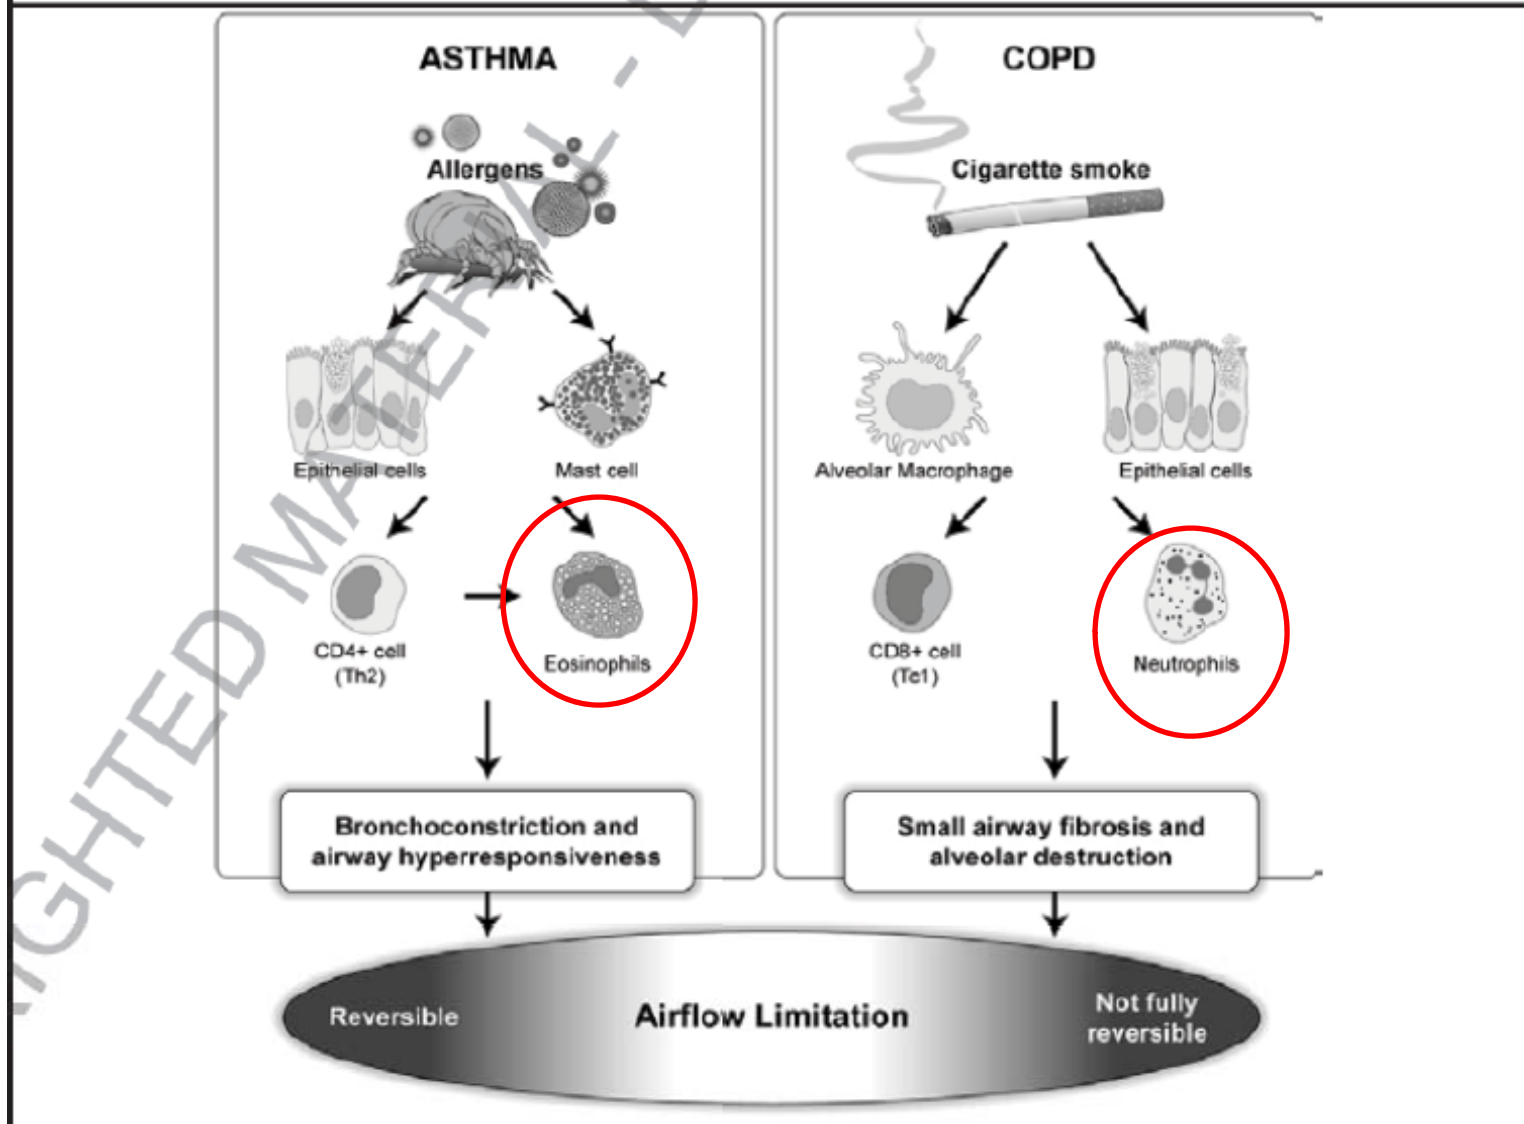 ASTHMA
Allergens
Epithelial cells
Mast cell
CD4+ cell
(Th2)
Eosinophils
Bronchoconstriction and
airway hyperresponsiveness
COPD
Cigarette smoke
Alveolar Macrophage
Epithelial cells
CD8+ cell
(Tc1)
Neutrophils
Small airway fibrosis and
alveolar destruction
Reversible
Airflow Limitation
Not fully
reversible
MATERIAL -